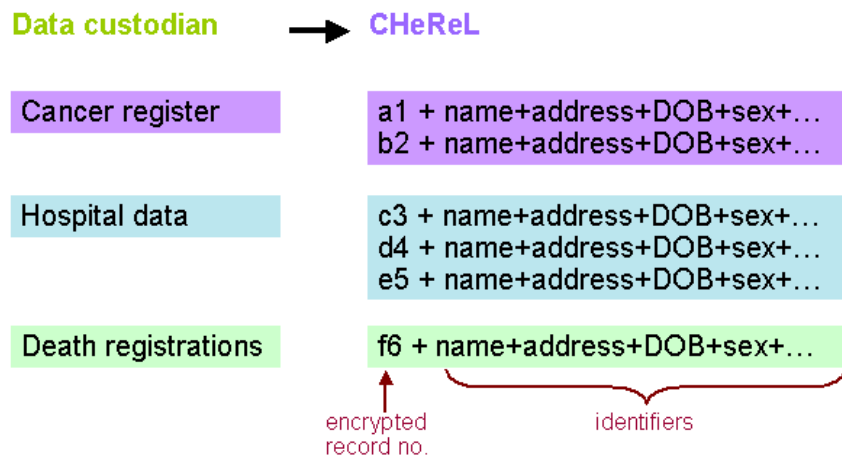 Data custodian → CHeReL
Cancer register a1 + name+address+DOB+sex+…
b2 + name+address+DOB+sex+…
Hospital data c3 + name+address+DOB+sex+…
d4 + name+address+DOB+sex+…
e5 + name+address+DOB+sex+…
Death registrations f6 + name+address+DOB+sex+…
encrypted identifiers
record no.